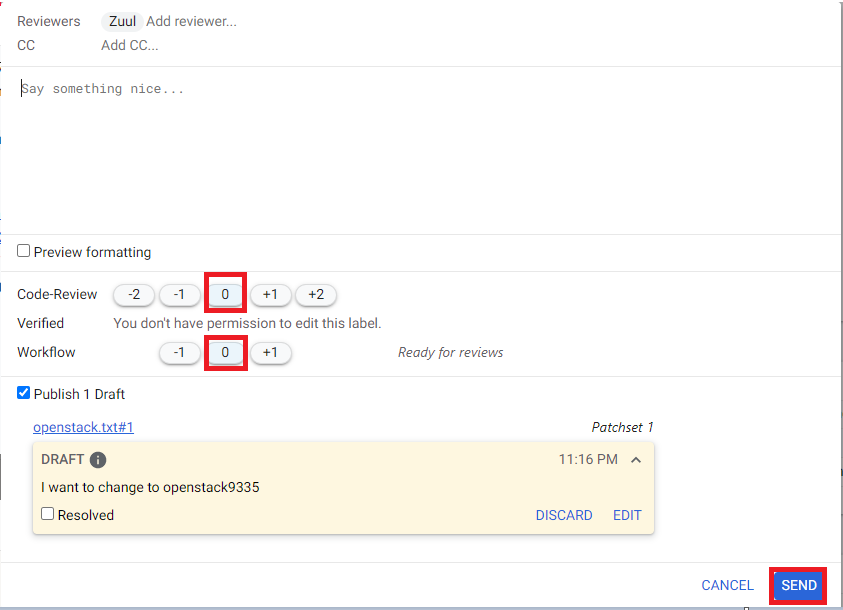 Reviewers Zuul Add reviewer...
CC Add CC...
Say something nice...
Preview formatting
Code-Review -2 -1 0 +1 +2
Verified You don't have permission to edit this label.
Workflow -1 0 +1 Ready for reviews
Publish 1 Draft
openstack.txt#1 Patchset 1
DRAFT i 11:16 PM
I want to change to openstack9335
Resolved DISCARD EDIT
CANCEL SEND